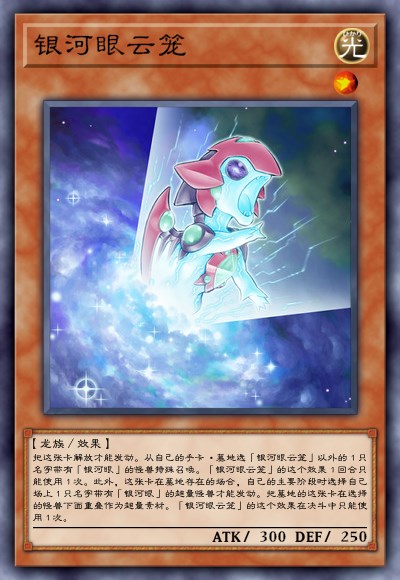 银河眼云笼
光
【龙族／效果】
把这张卡解放才能发动。从自己的手卡·墓地选「银河眼云笼」以外的1只
名字带有「银河眼」的怪兽特殊召唤。「银河眼云笼」的这个效果1回合只
能使用1次。此外，这张卡在墓地存在的场合，自己的主要阶段时选择自己
场上1只名字带有「银河眼」的超量怪兽才能发动。把墓地的这张卡在选择
的怪兽下面重叠作为超量素材。「银河眼云笼」的这个效果在决斗中只能使
用1次。
ATK/ 300 DEF/ 250